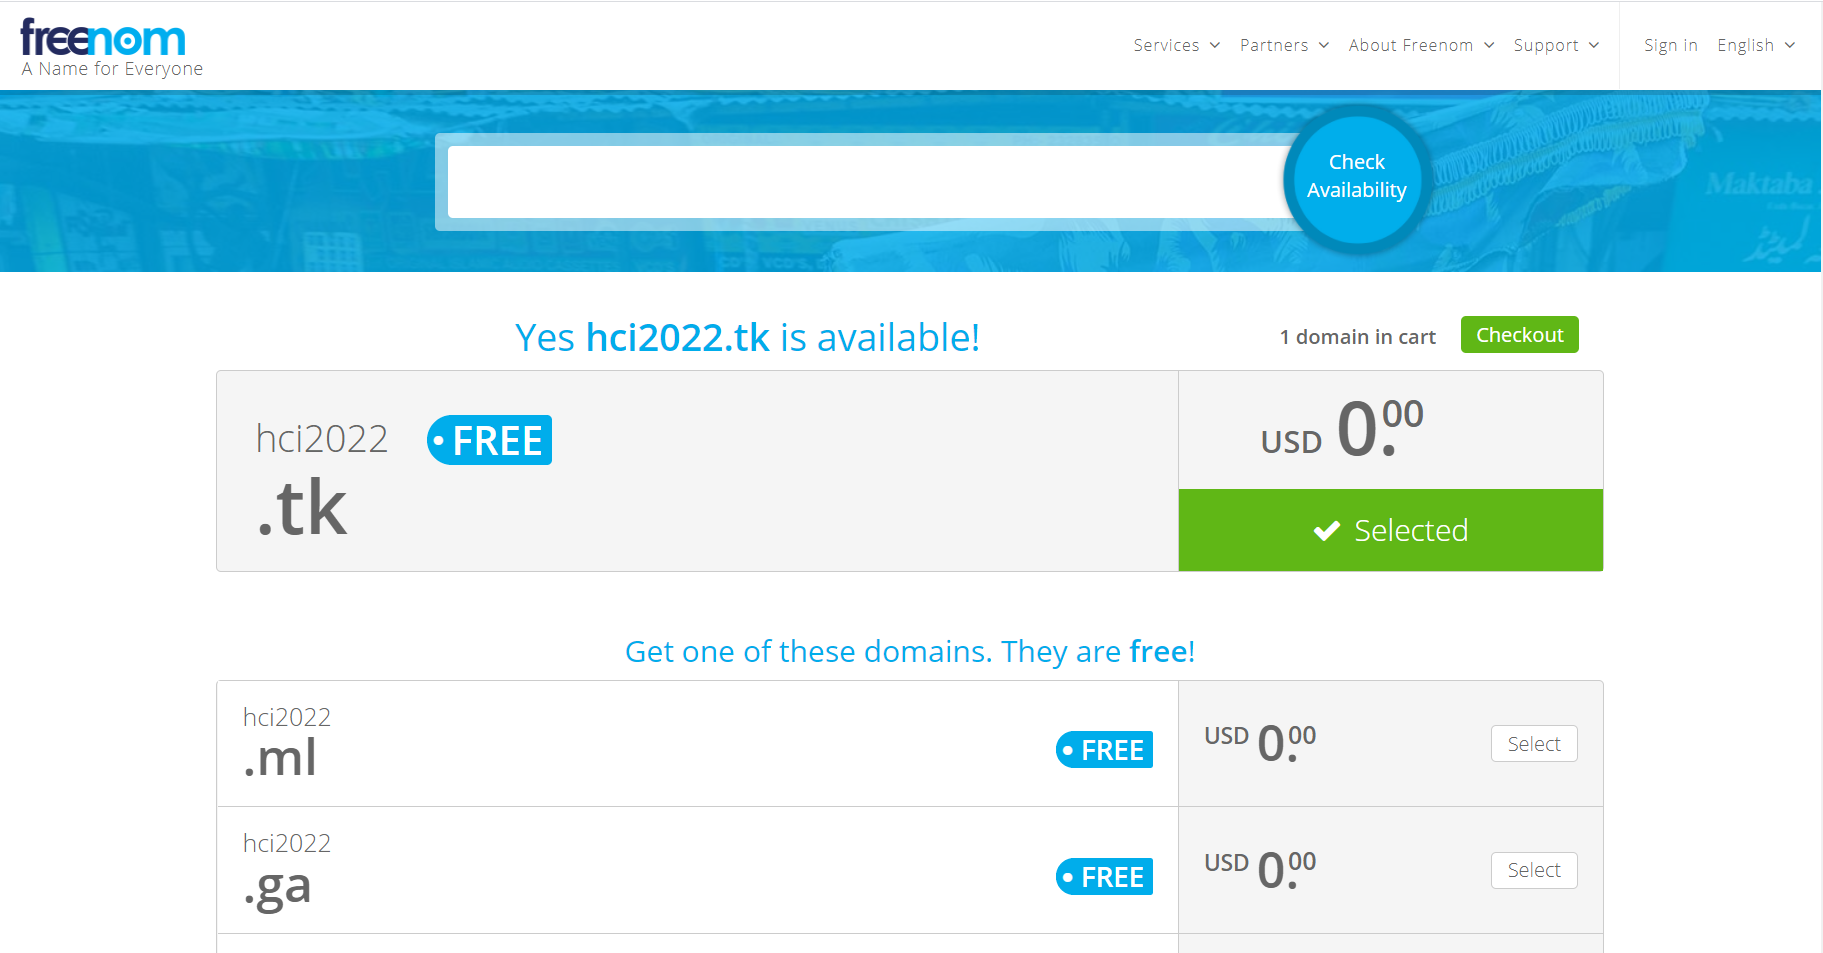 freenom
A Name for Everyone
Services Partners About Freenom Support Sign in English
Check
Availability
Maktaba
CD'S VCD'S,
Yes hci2022.tk is available!
1 domain in cart Checkout
hci2022 FREE
.tk
USD 0.00
Selected
Get one of these domains. They are free!
hci2022
.ml
FREE
USD 0.00
Select
hci2022
.ga
FREE
USD 0.00
Select